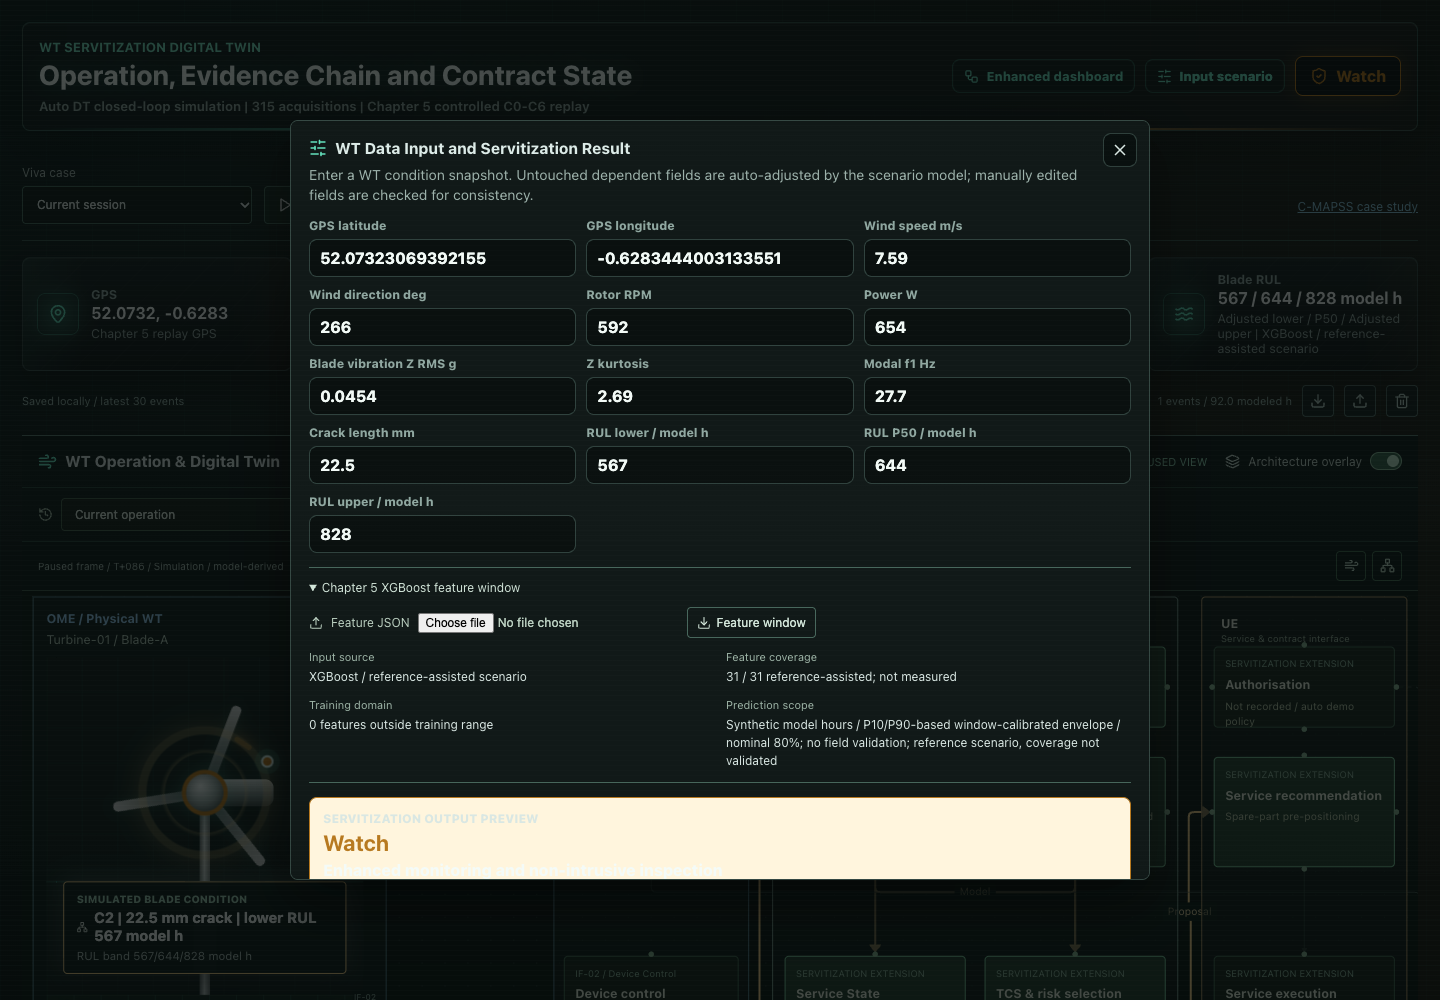 WT SERVITIZATION DIGITAL TWIN
Operation, Evidence Chain and Contract State
Auto DT closed-loop simulation | 315 acquisitions | Chapter 5 controlled C0-C6 replay
Enhanced dashboard
Input scenario
Watch
Viva case
Current session
C-MAPSS case study
GPS
52.0732, -0.6283
Chapter 5 replay GPS
Blade RUL
567 / 644 / 828 model h
Adjusted lower / P50 / Adjusted
upper | XGBoost / reference-
assisted scenario
Saved locally / latest 30 events
1 events / 92.0 modeled h
WT Operation & Digital Twin
USED VIEW
Architecture overlay
Current operation
Paused frame / T+086 / Simulation / model-derived
WT Data Input and Servitization Result
Enter a WT condition snapshot. Untouched dependent fields are auto-adjusted by the scenario model; manually edited
fields are checked for consistency.
GPS latitude
GPS longitude
Wind speed m/s
52.07323069392155
-0.6283444003133551
7.59
Wind direction deg
Rotor RPM
Power W
266
592
654
Blade vibration Z RMS g
Z kurtosis
Modal f1 Hz
0.0454
2.69
27.7
Crack length mm
RUL lower / model h
RUL P50 / model h
22.5
567
644
RUL upper / model h
828
Chapter 5 XGBoost feature window
Feature JSON
Choose file
No file chosen
Feature window
Input source
XGBoost / reference-assisted scenario
Feature coverage
31 / 31 reference-assisted; not measured
Training domain
0 features outside training range
Prediction scope
Synthetic model hours / P10/P90-based window-calibrated envelope /
nominal 80%; no field validation; reference scenario, coverage not
validated
SERVITIZATION OUTPUT PREVIEW
Watch
Enhanced monitoring and non-intrusive inspection
OME / Physical WT
Turbine-01 / Blade-A
SIMULATED BLADE CONDITION
C2 | 22.5 mm crack | lower RUL
567 model h
RUL band 567/644/828 model h
IF-02
IF-02 / Device Control
Device control
Model
SERVITIZATION EXTENSION
Service State
SERVITIZATION EXTENSION
TCS & risk selection
Proposal
UE
Service & contract interface
SERVITIZATION EXTENSION
Authorisation
Not recorded / auto demo
policy
SERVITIZATION EXTENSION
Service recommendation
Spare-part pre-positioning
SERVITIZATION EXTENSION
Service execution